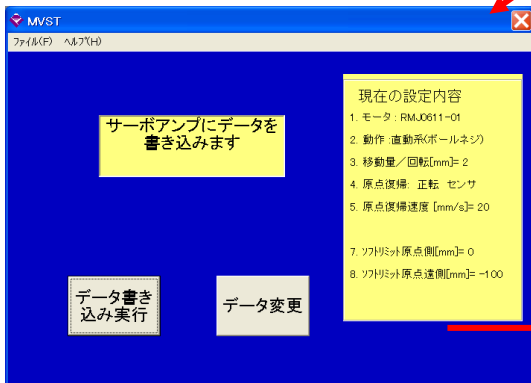 MVST
ファイル(F) ヘルプ(H)
サーボアンプにデータを
書き込みます
現在の設定内容
1. モータ : RMJ0611-01
2. 動作 :直動系(ボールネジ)
3. 移動量/回転[mm]= 2
4. 原点復帰: 正転 センサ
5. 原点復帰速度 [mm/s]= 20
7. ソフトリミット原点側[mm]= 0
8. ソフトリミット原点遠側[mm]= -100
データ書き
込み実行
データ変更